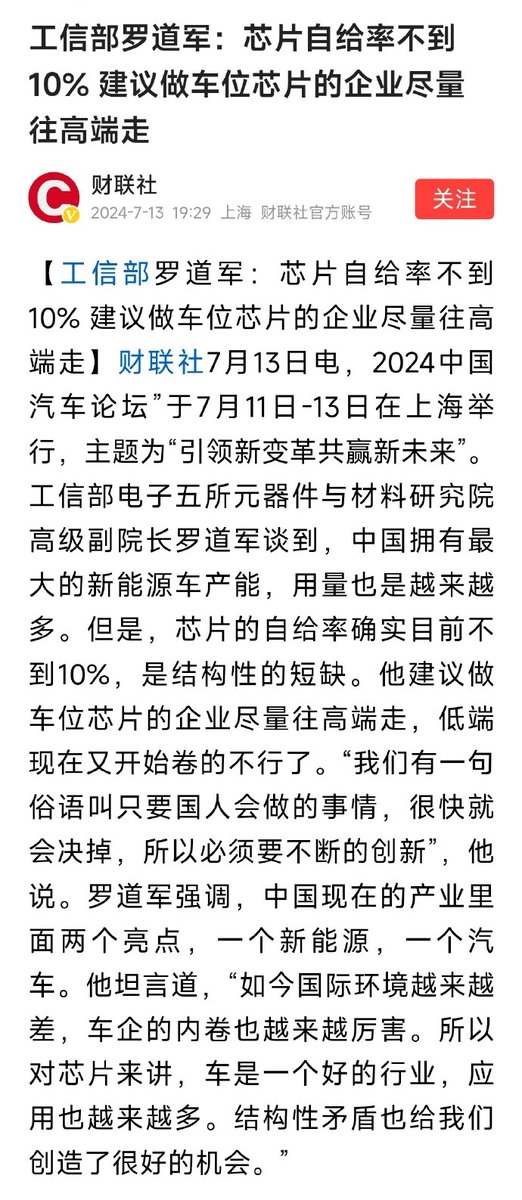 工信部罗道军：芯片自给率不到
10% 建议做车位芯片的企业尽量
往高端走
财联社
2024-7-13 19:29 上海 财联社官方账号
关注
【工信部罗道军：芯片自给率不到
10% 建议做车位芯片的企业尽量往高
端走】财联社7月13日电，2024中国
汽车论坛”于7月11日-13日在上海举
行，主题为“引领新变革共赢新未来”。
工信部电子五所元器件与材料研究院
高级副院长罗道军谈到，中国拥有最
大的新能源车产能，用量也是越来越
多。但是，芯片的自给率确实目前不
到10%，是结构性的短缺。他建议做
车位芯片的企业尽量往高端走，低端
现在又开始卷的不行了。“我们有一句
俗语叫只要国人会做的事情，很快就
会决掉，所以必须要不断的创新”，他
说。罗道军强调，中国现在的产业里
面两个亮点，一个新能源，一个汽
车。他坦言道，“如今国际环境越来越
差，车企的内卷也越来越厉害。所以
对芯片来讲，车是一个好的行业，应
用也越来越多。结构性矛盾也给我们
创造了很好的机会。”